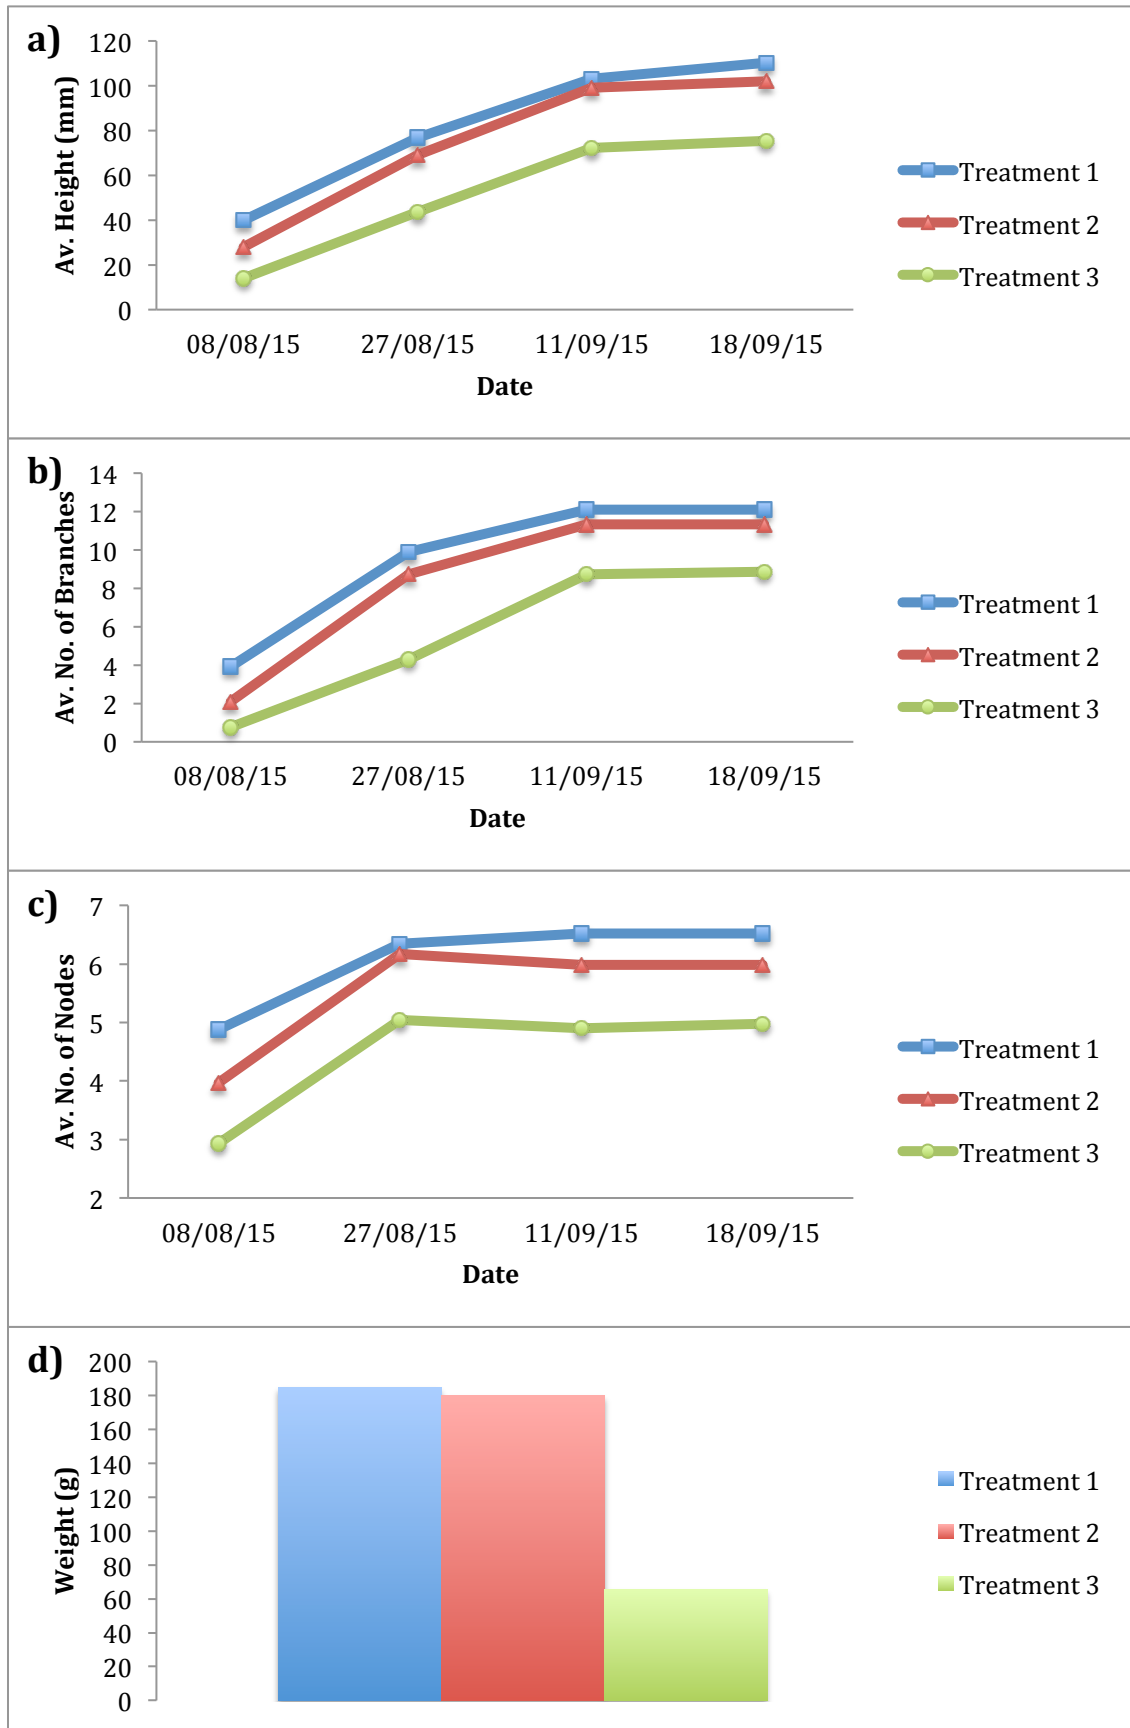 a)
Av. Height (mm)
120
100
80
60
40
20
0
08/08/15 27/08/15 11/09/15 18/09/15
Date
Treatment 1
Treatment 2
Treatment 3
b)
Av. No. of Branches
14
12
10
8
6
4
2
0
08/08/15 27/08/15 11/09/15 18/09/15
Date
Treatment 1
Treatment 2
Treatment 3
c)
Av. No. of Nodes
7
6
5
4
3
2
08/08/15 27/08/15 11/09/15 18/09/15
Date
Treatment 1
Treatment 2
Treatment 3
d)
Weight (g)
200
180
160
140
120
100
80
60
40
20
0
Treatment 1
Treatment 2
Treatment 3